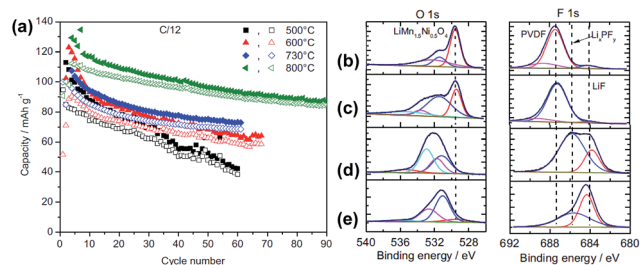 (a)
C/12
500°C
600°C
730°C
800°C
Capacity / mAh g⁻¹
140
120
100
80
60
40
20
0
0 10 20 30 40 50 60 70 80 90
Cycle number
O 1s
F 1s
LiMn₁.₅Ni₀.₅O₄
PVDF
LiₓPFᵧ
LiF
(b)
(c)
(d)
(e)
540 536 532 528
692 688 684 680
Binding energy / eV
Binding energy / eV